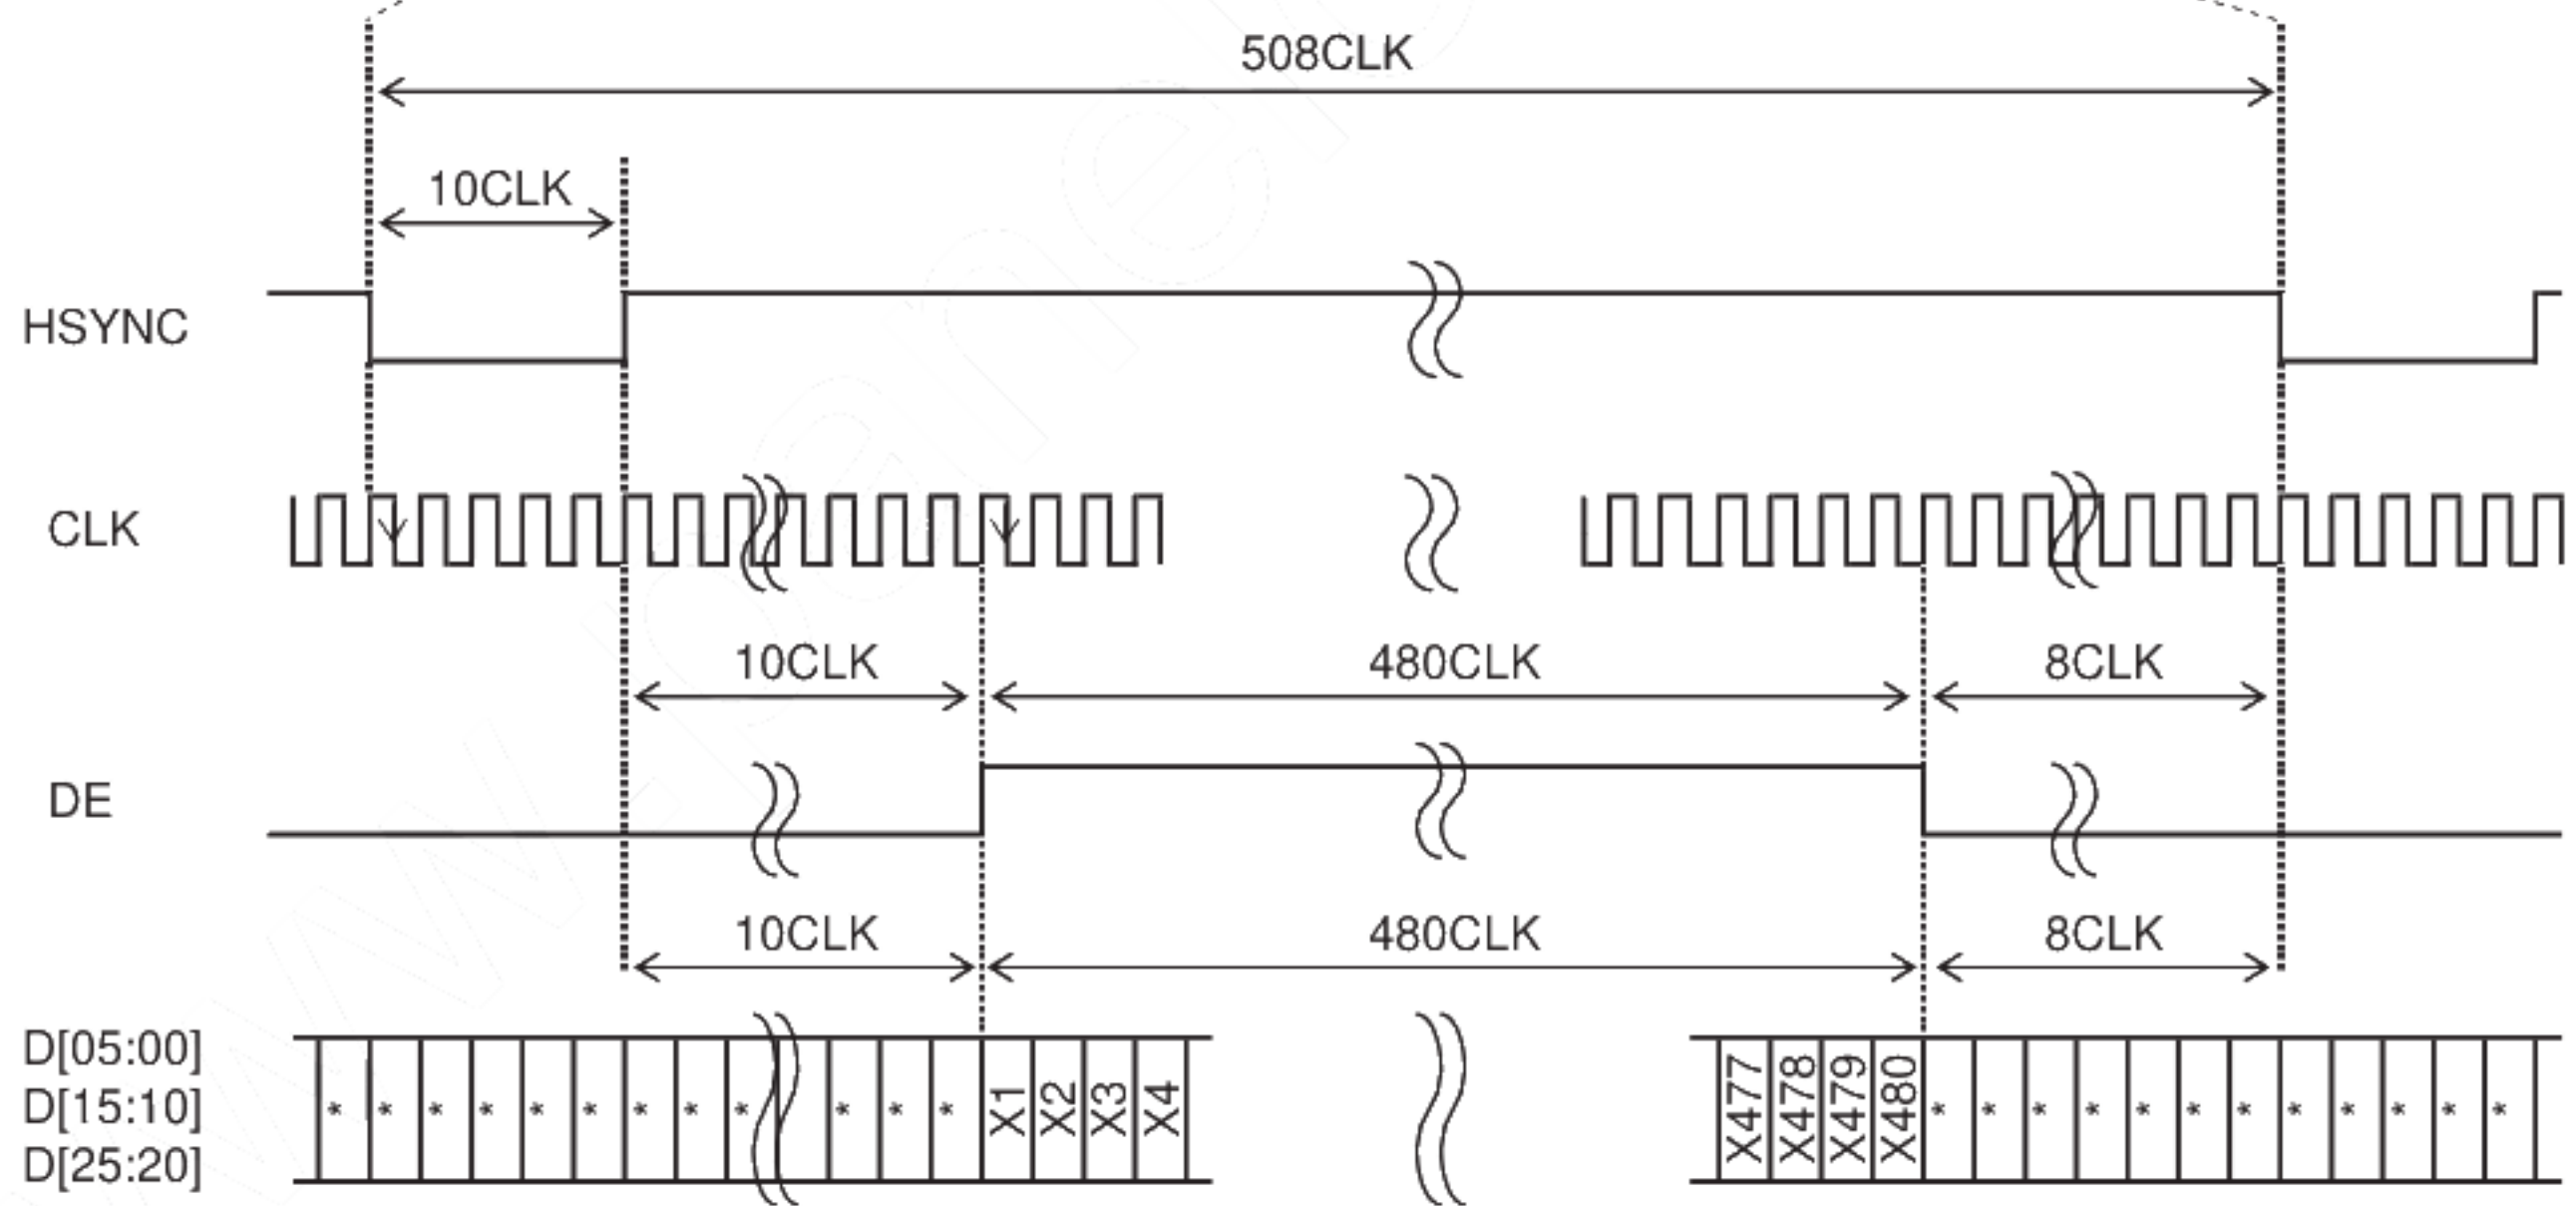 508CLK
10CLK
HSYNC
CLK
10CLK 480CLK 8CLK
DE
10CLK 480CLK 8CLK
D[05:00]
D[15:10]
D[25:20]
* * * * * * * * * * * * X1 X2 X3 X4 X477 X478 X479 X480 * * * * * * * * * * * *